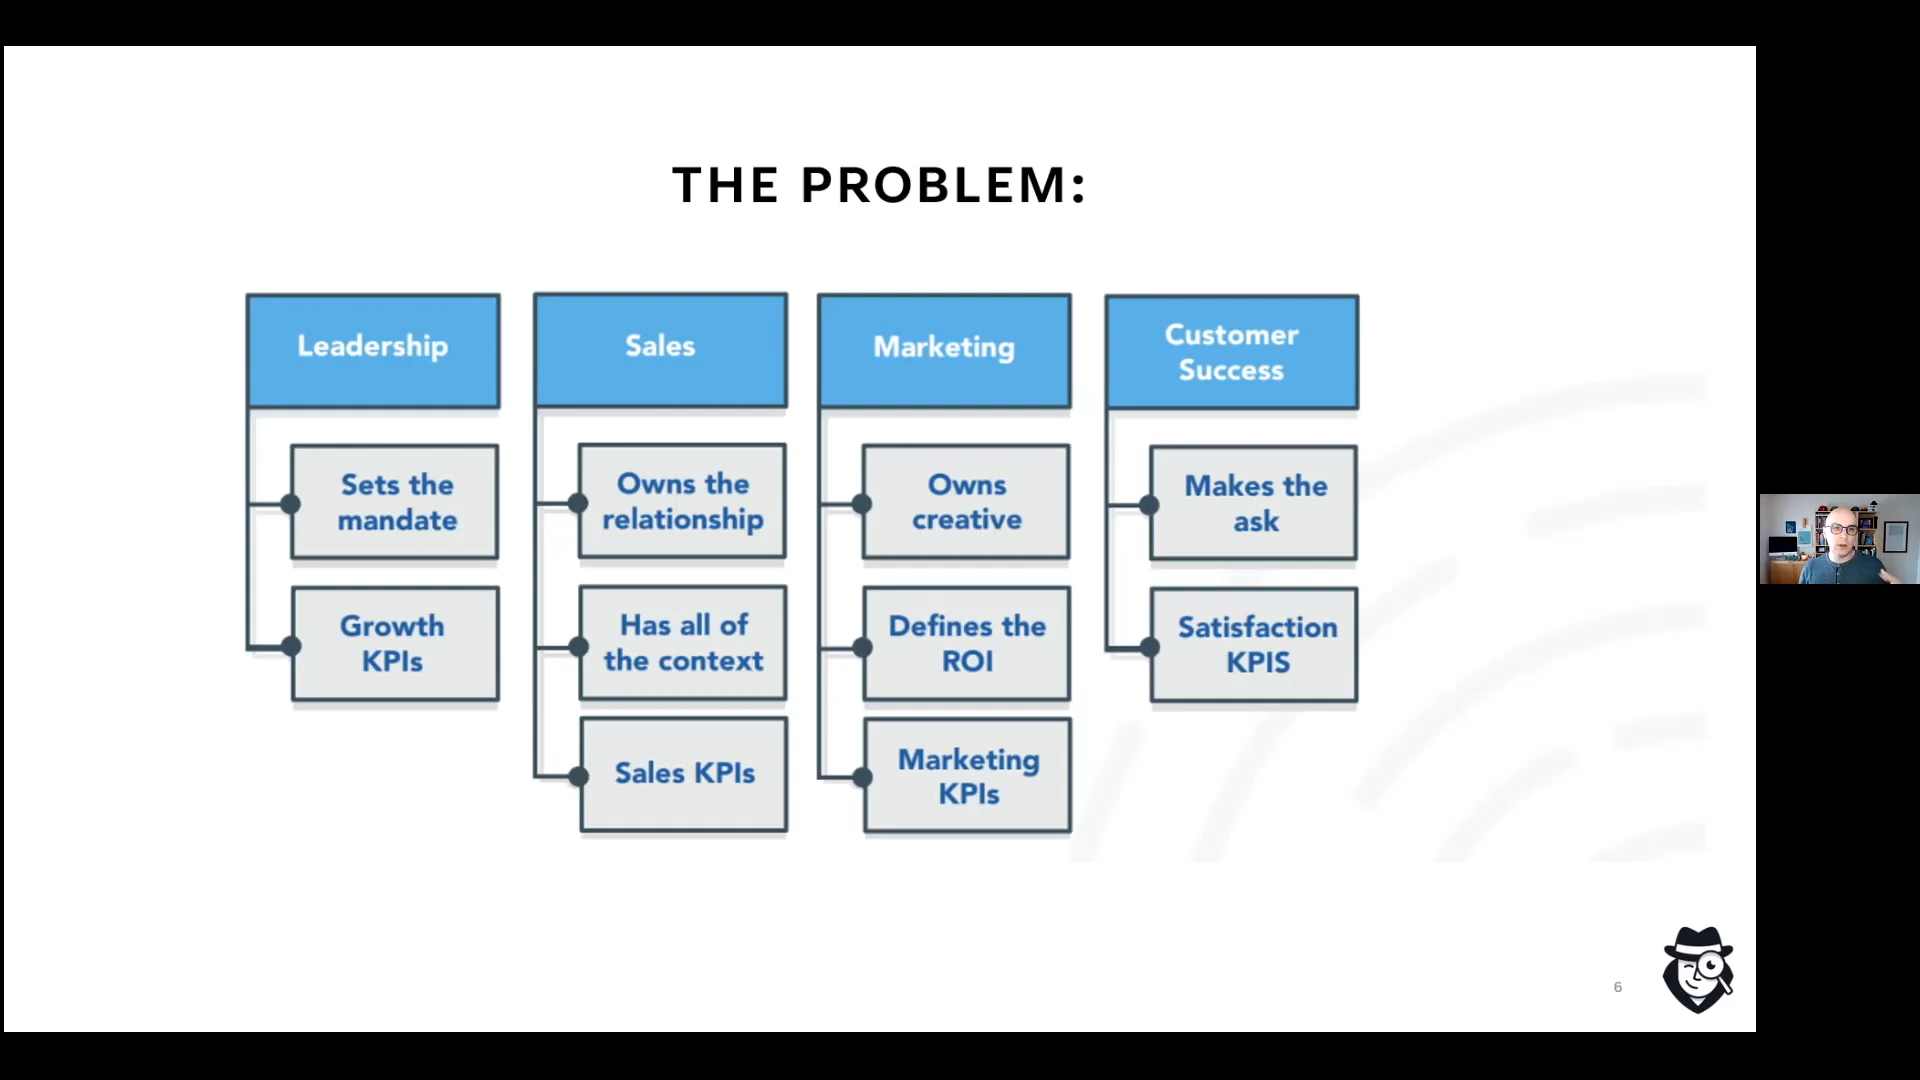 THE PROBLEM:
Leadership
Sets the
mandate
Growth
KPIs
Sales
Owns the
relationship
Has all of
the context
Sales KPIs
Marketing
Owns
creative
Defines the
ROI
Marketing
KPIs
Customer
Success
Makes the
ask
Satisfaction
KPIS
6